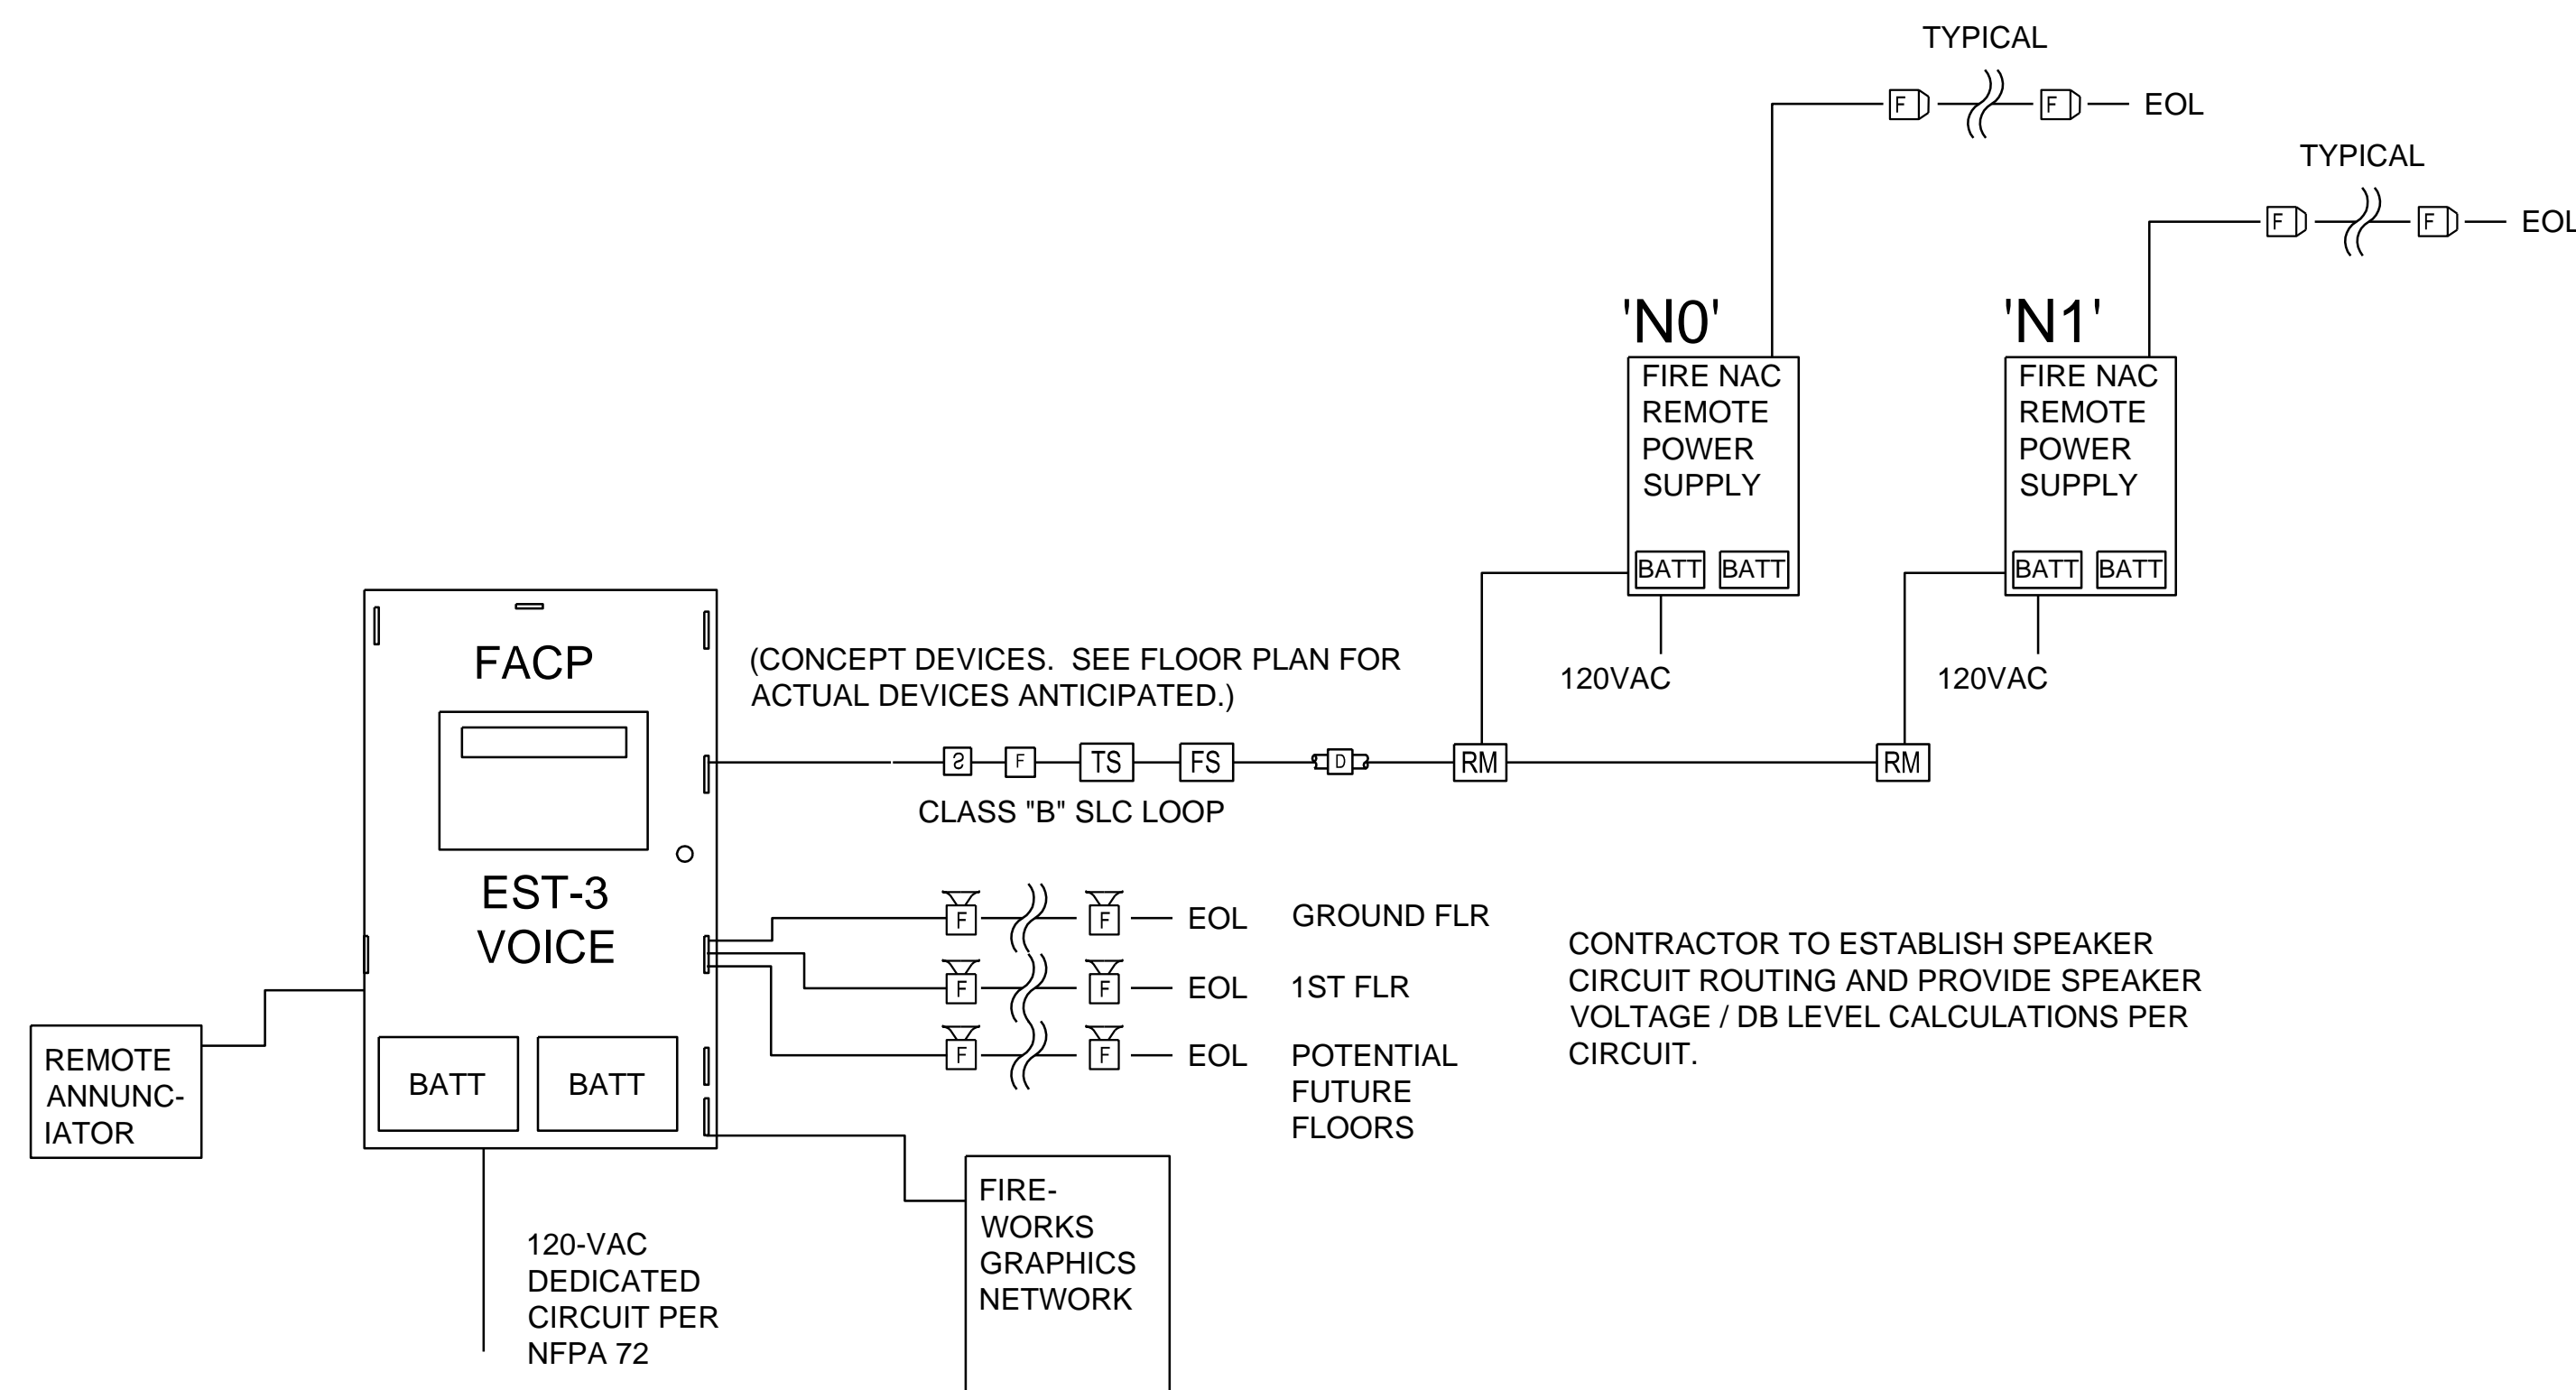 TYPICAL
F
F
EOL
TYPICAL
F
F
EOL
'N0'
FIRE NAC
REMOTE
POWER
SUPPLY
BATT BATT
120VAC
'N1'
FIRE NAC
REMOTE
POWER
SUPPLY
BATT BATT
120VAC
FACP
EST-3
VOICE
BATT
BATT
(CONCEPT DEVICES.  SEE FLOOR PLAN FOR
ACTUAL DEVICES ANTICIPATED.)
S F TS FS D RM RM
CLASS "B" SLC LOOP
F F EOL GROUND FLR
F F EOL 1ST FLR
F F EOL POTENTIAL
FUTURE
FLOORS
CONTRACTOR TO ESTABLISH SPEAKER
CIRCUIT ROUTING AND PROVIDE SPEAKER
VOLTAGE / DB LEVEL CALCULATIONS PER
CIRCUIT.
REMOTE
ANNUNC-
IATOR
120-VAC
DEDICATED
CIRCUIT PER
NFPA 72
FIRE-
WORKS
GRAPHICS
NETWORK